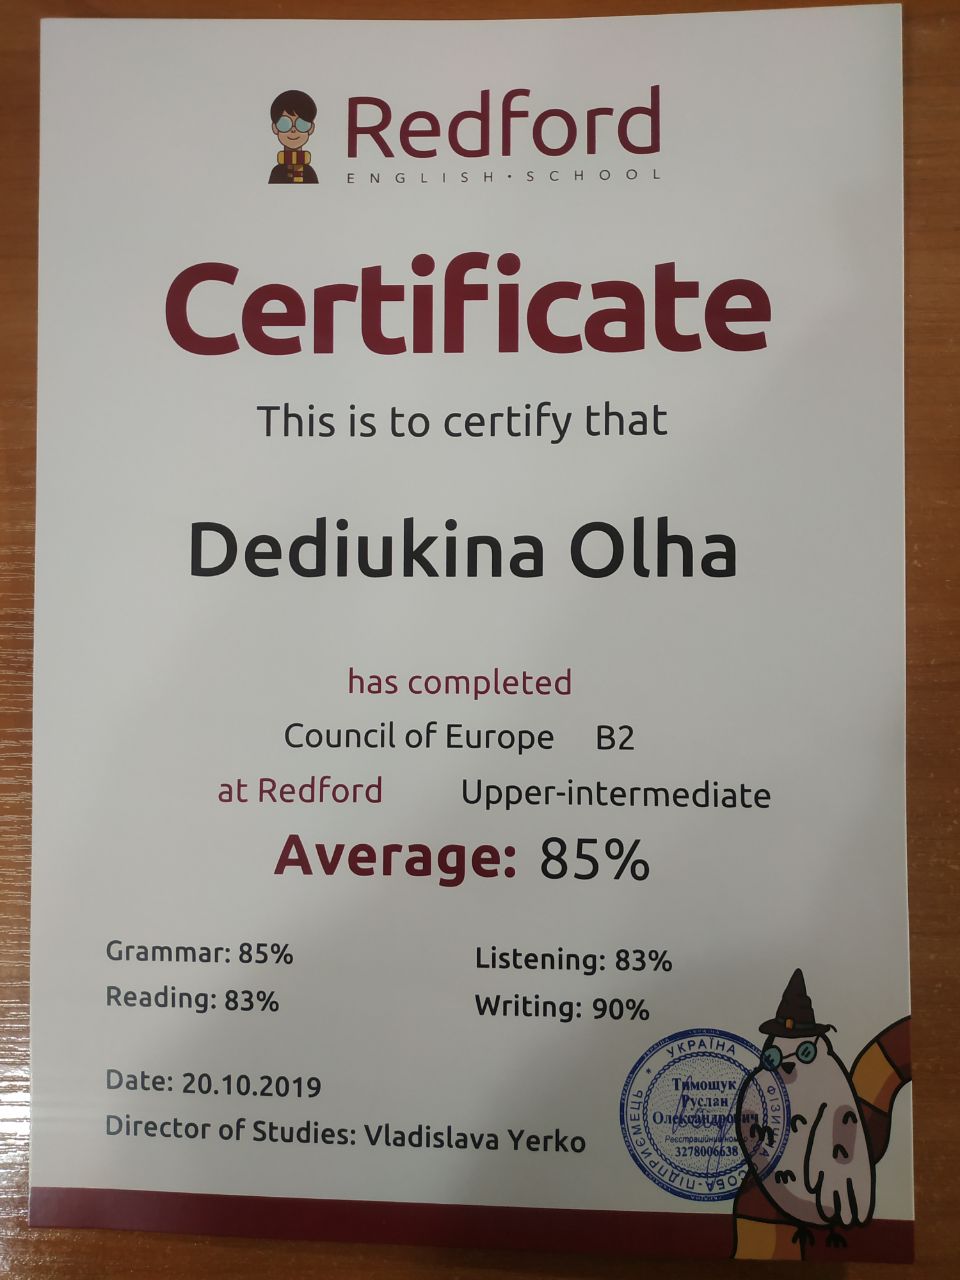 Redford
ENGLISH·SCHOOL
Certificate
This is to certify that
Dediukina Olha
has completed
Council of Europe B2
at Redford Upper-intermediate
Average: 85%
Grammar: 85%
Listening: 83%
Reading: 83%
Writing: 90%
Date: 20.10.2019
Director of Studies: Vladislava Yerko
УКРАЇНА
Тимощук
Руслан
Олександрович
Реєстраційний номер
3278006638